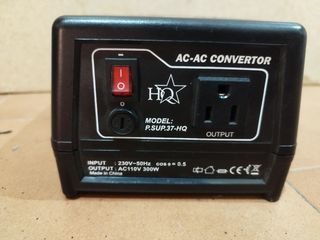 AC-AC CONVERTOR
I
O
O
HQ
MODEL:
P.SUP.37-HQ
OUTPUT
INPUT : 230V~50Hz cos φ = 0.5
OUTPUT : AC110V 300W
Made in China
CE